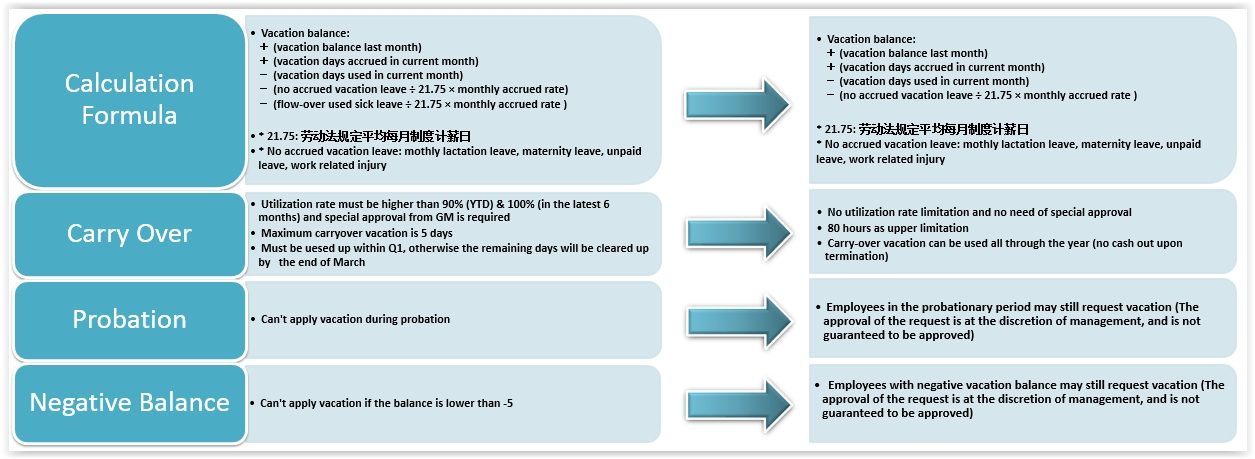 Calculation
Formula
• Vacation balance:
+ (vacation balance last month)
+ (vacation days accrued in current month)
− (vacation days used in current month)
− (no accrued vacation leave ÷ 21.75 × monthly accrued rate)
− (flow-over used sick leave ÷ 21.75 × monthly accrued rate )
• * 21.75: 劳动法规定平均每月制度计薪日
• * No accrued vacation leave: mothly lactation leave, maternity leave, unpaid
leave, work related injury
• Vacation balance:
+ (vacation balance last month)
+ (vacation days accrued in current month)
− (vacation days used in current month)
− (no accrued vacation leave ÷ 21.75 × monthly accrued rate )
* 21.75: 劳动法规定平均每月制度计薪日
* No accrued vacation leave: mothly lactation leave, maternity leave, unpaid
leave, work related injury
Carry Over
• Utilization rate must be higher than 90% (YTD) & 100% (in the latest 6
months) and special approval from GM is required
• Maximum carryover vacation is 5 days
• Must be uesed up within Q1, otherwise the remaining days will be cleared up
by the end of March
• No utilization rate limitation and no need of special approval
• 80 hours as upper limitation
• Carry-over vacation can be used all through the year (no cash out upon
termination)
Probation
• Can't apply vacation during probation
• Employees in the probationary period may still request vacation (The
approval of the request is at the discretion of management, and is not
guaranteed to be approved)
Negative Balance
• Can't apply vacation if the balance is lower than -5
• Employees with negative vacation balance may still request vacation (The
approval of the request is at the discretion of management, and is not
guaranteed to be approved)